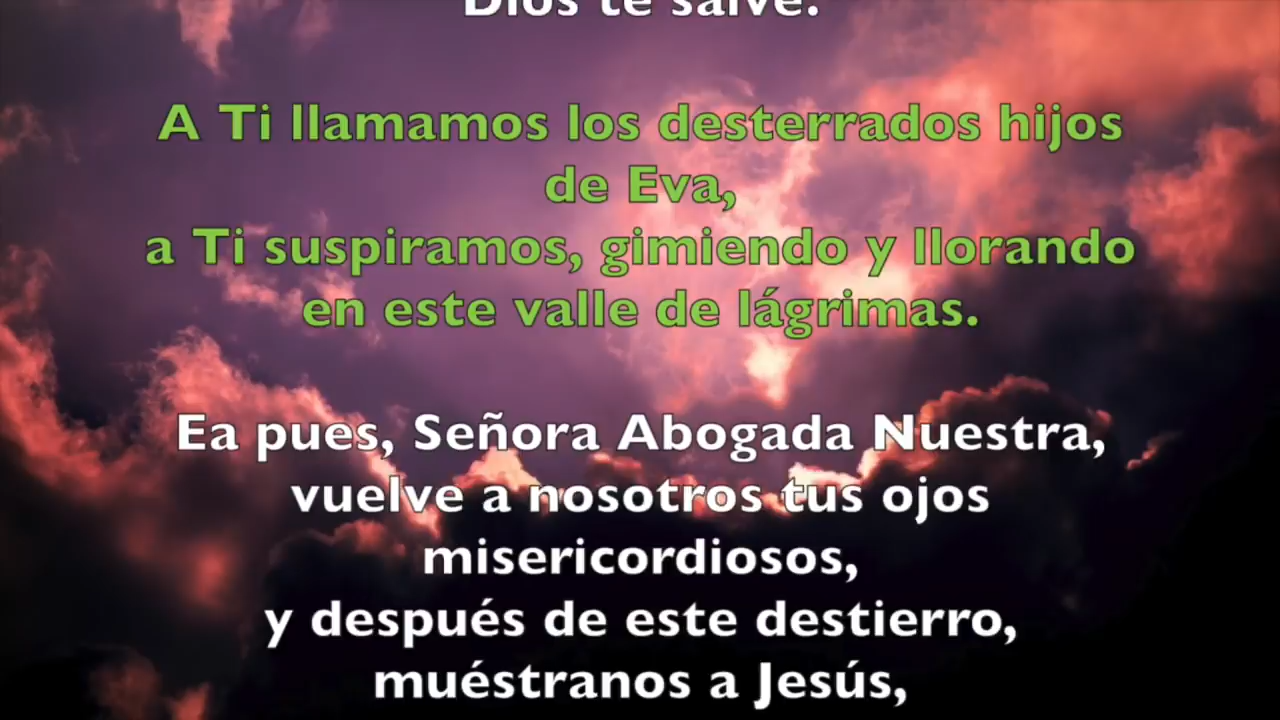 Dios te salve.
A Ti llamamos los desterrados hijos
de Eva,
a Ti suspiramos, gimiendo y llorando
en este valle de lágrimas.
Ea pues, Señora Abogada Nuestra,
vuelve a nosotros tus ojos
misericordiosos,
y después de este destierro,
muéstranos a Jesús,